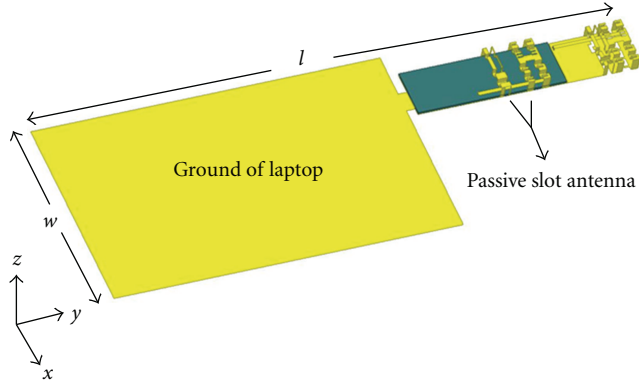 l
Ground of laptop
Passive slot antenna
w
z
y
x